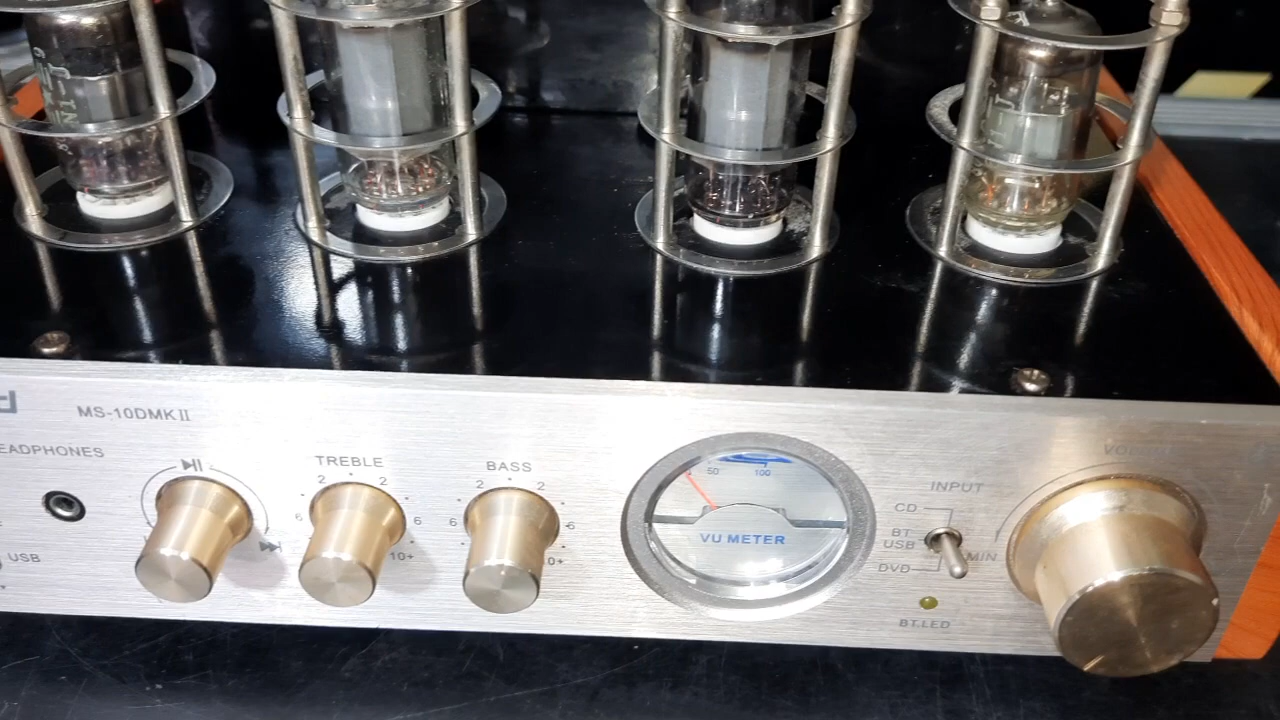 MS-10DMKII
EADPHONES
USB
TREBLE
2 2
6 6
10+
BASS
2 2
6 6
0+
50 100
VU METER
INPUT
CD
BT
USB
DVD
BT.LED
MIN